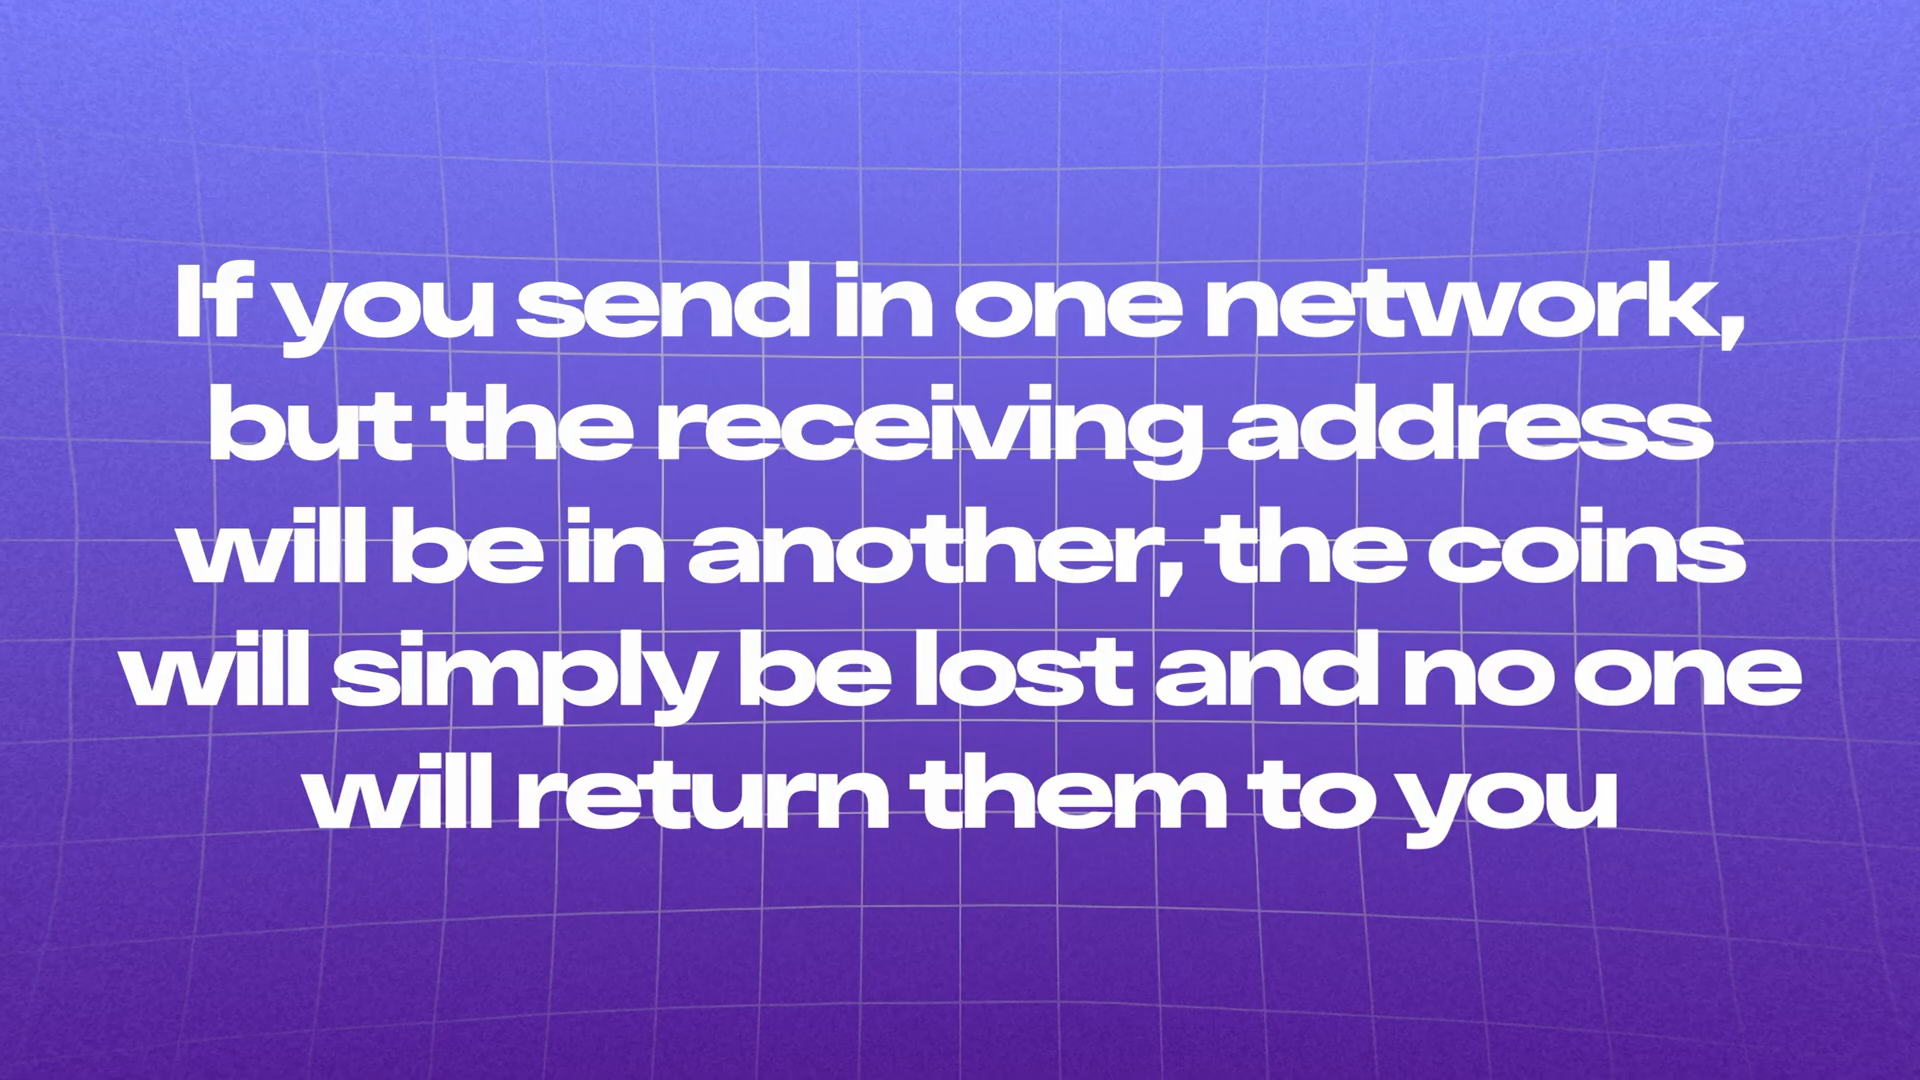 If you send in one network,
but the receiving address
will be in another, the coins
will simply be lost and no one
will return them to you